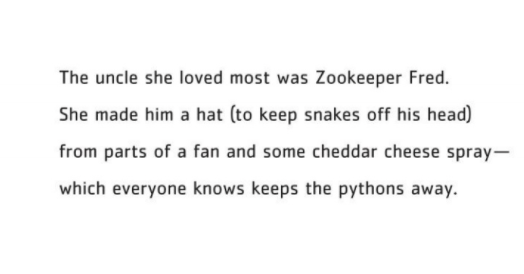 The uncle she loved most was Zookeeper Fred.
She made him a hat (to keep snakes off his head)
from parts of a fan and some cheddar cheese spray—
which everyone knows keeps the pythons away.